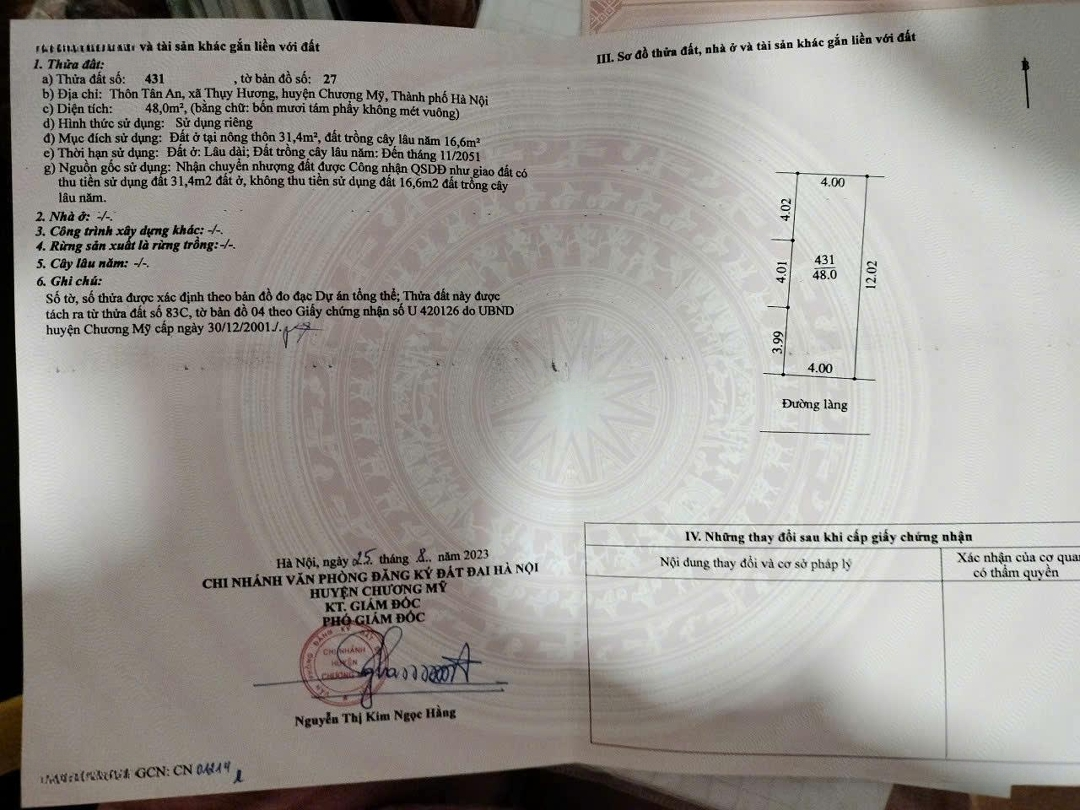 và tài sản khác gắn liền với đất
1. Thửa đất:
a) Thửa đất số: 431 , tờ bản đồ số: 27
b) Địa chỉ: Thôn Tân An, xã Thụy Hương, huyện Chương Mỹ, Thành phố Hà Nội
c) Diện tích: 48,0m², (bằng chữ: bốn mươi tám phẩy không mét vuông)
d) Hình thức sử dụng: Sử dụng riêng
đ) Mục đích sử dụng: Đất ở tại nông thôn 31,4m², đất trồng cây lâu năm 16,6m²
e) Thời hạn sử dụng: Đất ở: Lâu dài; Đất trồng cây lâu năm: Đến tháng 11/2051
g) Nguồn gốc sử dụng: Nhận chuyển nhượng đất được Công nhận QSDĐ như giao đất có
thu tiền sử dụng đất 31,4m2 đất ở, không thu tiền sử dụng đất 16,6m2 đất trồng cây
lâu năm.
2. Nhà ở: -/-.
3. Công trình xây dựng khác: -/-.
4. Rừng sản xuất là rừng trồng:-/-.
5. Cây lâu năm: -/-.
6. Ghi chú:
Số tờ, số thửa được xác định theo bản đồ đo đạc Dự án tổng thể; Thửa đất này được
tách ra từ thửa đất số 83C, tờ bản đồ 04 theo Giấy chứng nhận số U 420126 do UBND
huyện Chương Mỹ cấp ngày 30/12/2001./.
Hà Nội, ngày 25 tháng 8.. năm 2023
CHI NHÁNH VĂN PHÒNG ĐĂNG KÝ ĐẤT ĐAI HÀ NỘI
HUYỆN CHƯƠNG MỸ
KT. GIÁM ĐỐC
PHÓ GIÁM ĐỐC
CHI NHÁNH
HUYỆN
CHƯƠNG
Nguyễn Thị Kim Ngọc Hằng
GCN: CN
III. Sơ đồ thửa đất, nhà ở và tài sản khác gắn liền với đất
4.00
4.02
4.01
431
48.0
12.02
3.99
4.00
Đường làng
IV. Những thay đổi sau khi cấp giấy chứng nhận
Nội dung thay đổi và cơ sở pháp lý
Xác nhận của cơ quan
có thẩm quyền